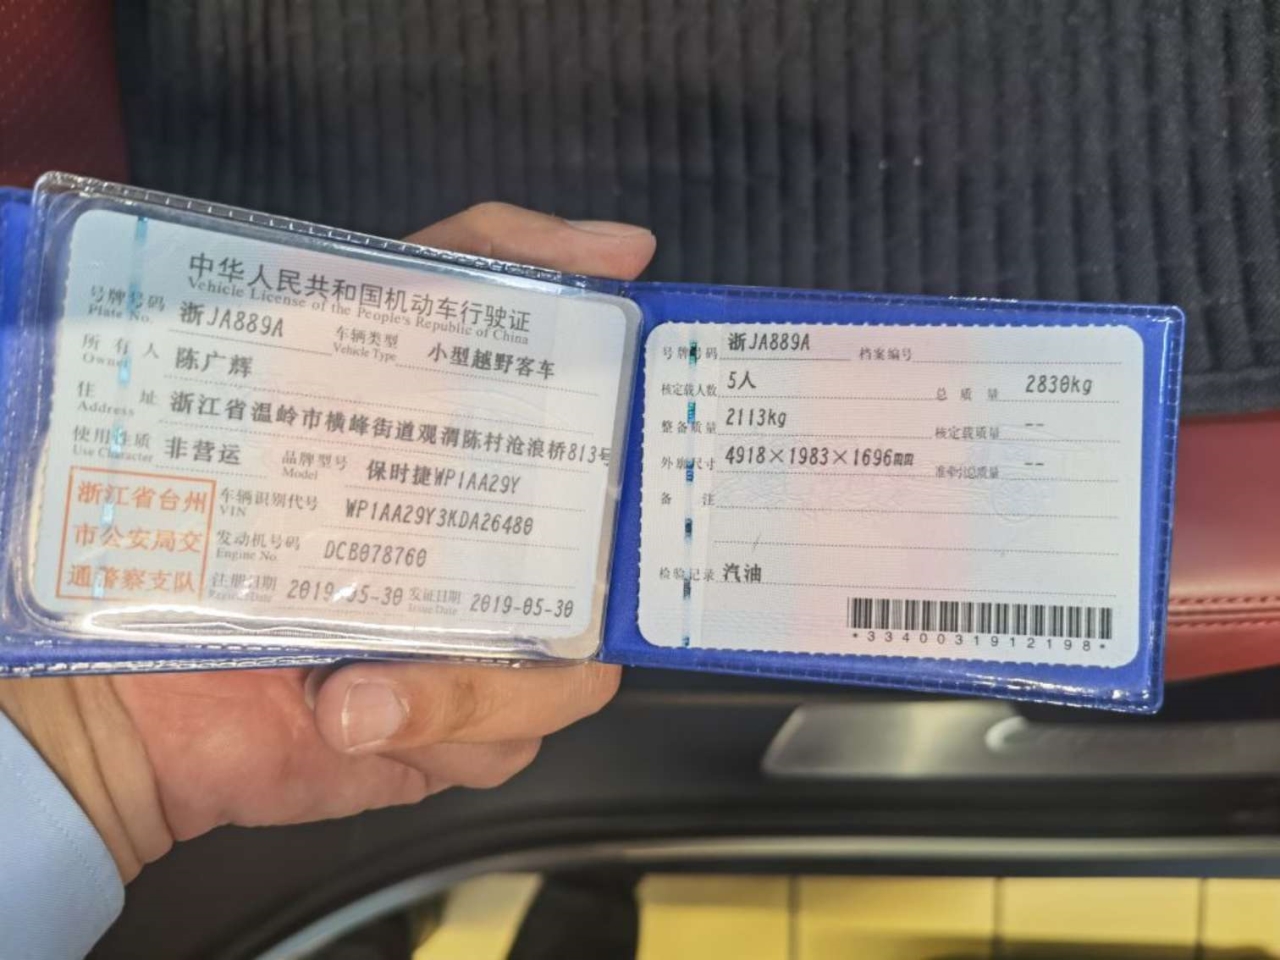 中华人民共和国机动车行驶证
Vehicle License of the People's Republic of China
号牌号码 浙JA889A 车辆类型 小型越野客车
Plate No. Vehicle Type
所有人 陈广辉
Owner
住址 浙江省温岭市横峰街道观渭陈村沧浪桥813号
Address
使用性质 非营运 品牌型号 保时捷WP1AA29Y
Use Character Model
浙江省台州
市公安局交
通警察支队
车辆识别代号 WP1AA29Y3KDA26480
VIN
发动机号码 DCB078760
Engine No.
注册日期 2019-05-30 发证日期 2019-05-30
Register Date Issue Date
号牌号码 浙JA889A 档案编号
核定载人数 5人 总质量 2830kg
整备质量 2113kg 核定载质量 --
外廓尺寸 4918×1983×1696mm 准牵引总质量 --
备注
检验记录 汽油
*3340031912198*